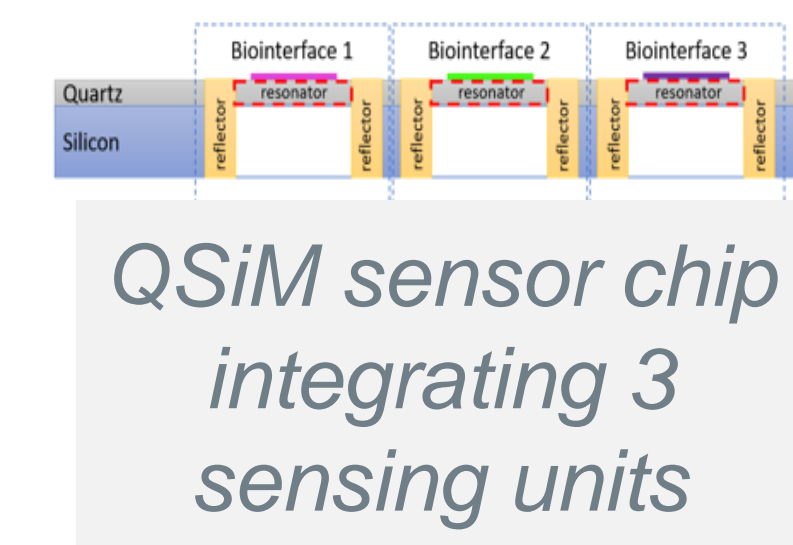 Biointerface 1 Biointerface 2 Biointerface 3
Quartz resonator resonator resonator
Silicon reflector reflector reflector reflector reflector reflector
QSiM sensor chip
integrating 3
sensing units